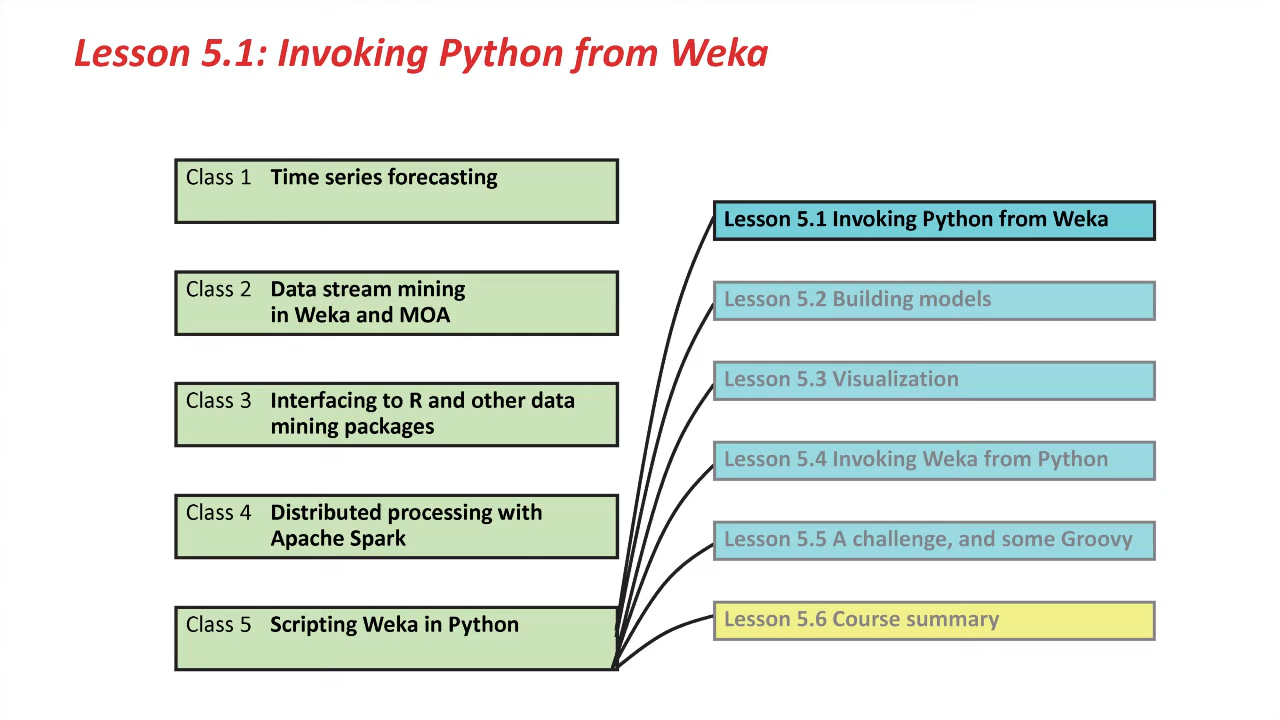 Lesson 5.1: Invoking Python from Weka
Class 1 Time series forecasting
Class 2 Data stream mining
in Weka and MOA
Class 3 Interfacing to R and other data
mining packages
Class 4 Distributed processing with
Apache Spark
Class 5 Scripting Weka in Python
Lesson 5.1 Invoking Python from Weka
Lesson 5.2 Building models
Lesson 5.3 Visualization
Lesson 5.4 Invoking Weka from Python
Lesson 5.5 A challenge, and some Groovy
Lesson 5.6 Course summary